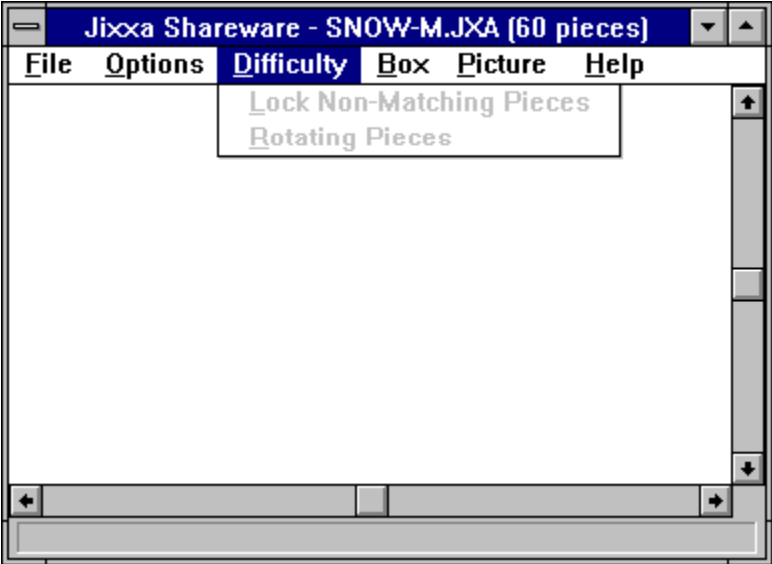 Jixxa Shareware - SNOW-M.JXA (60 pieces)
File Options Difficulty Box Picture Help
Lock Non-Matching Pieces
Rotating Pieces